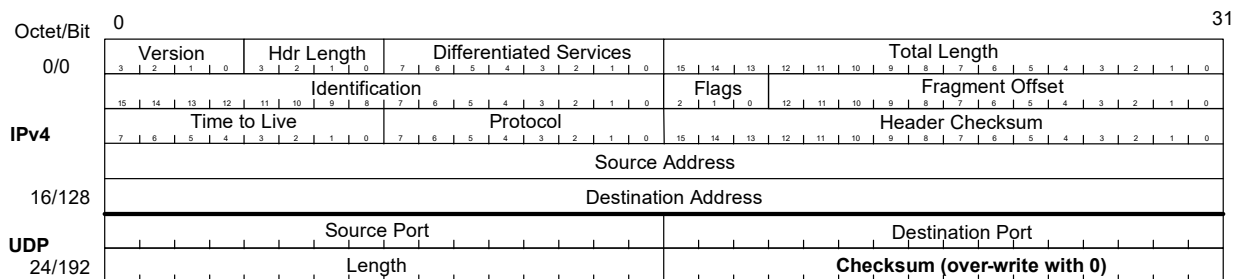 Octet/Bit 0 31
0/0 Version Hdr Length Differentiated Services Total Length
3 2 1 0 3 2 1 0 7 6 5 4 3 2 1 0 15 14 13 12 11 10 9 8 7 6 5 4 3 2 1 0
Identification Flags Fragment Offset
15 14 13 12 11 10 9 8 7 6 5 4 3 2 1 0 2 1 0 12 11 10 9 8 7 6 5 4 3 2 1 0
IPv4 Time to Live Protocol Header Checksum
7 6 5 4 3 2 1 0 7 6 5 4 3 2 1 0 15 14 13 12 11 10 9 8 7 6 5 4 3 2 1 0
Source Address
16/128 Destination Address
UDP Source Port Destination Port
24/192 Length Checksum (over-write with 0)